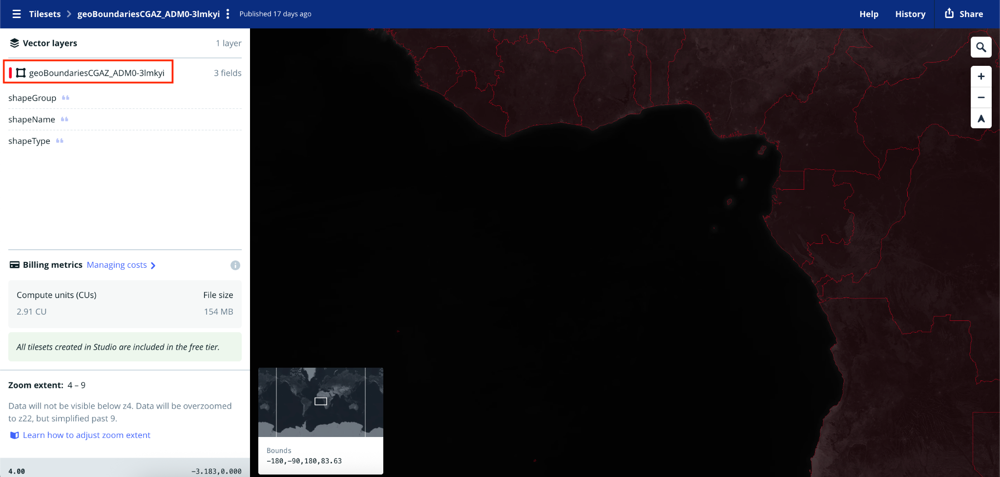 Tilesets
geoBoundariesCGAZ_ADM0-3lmkyi
Published 17 days ago
Help
History
Share
Vector layers
1 layer
geoBoundariesCGAZ_ADM0-3lmkyi
3 fields
shapeGroup
shapeName
shapeType
Billing metrics
Managing costs
Compute units (CUs)
File size
2.91 CU
154 MB
All tilesets created in Studio are included in the free tier.
Zoom extent: 4 – 9
Data will not be visible below z4. Data will be overzoomed
to z22, but simplified past 9.
Learn how to adjust zoom extent
4.00
-3.183,0.000
Bounds
-180,-90,180,83.63